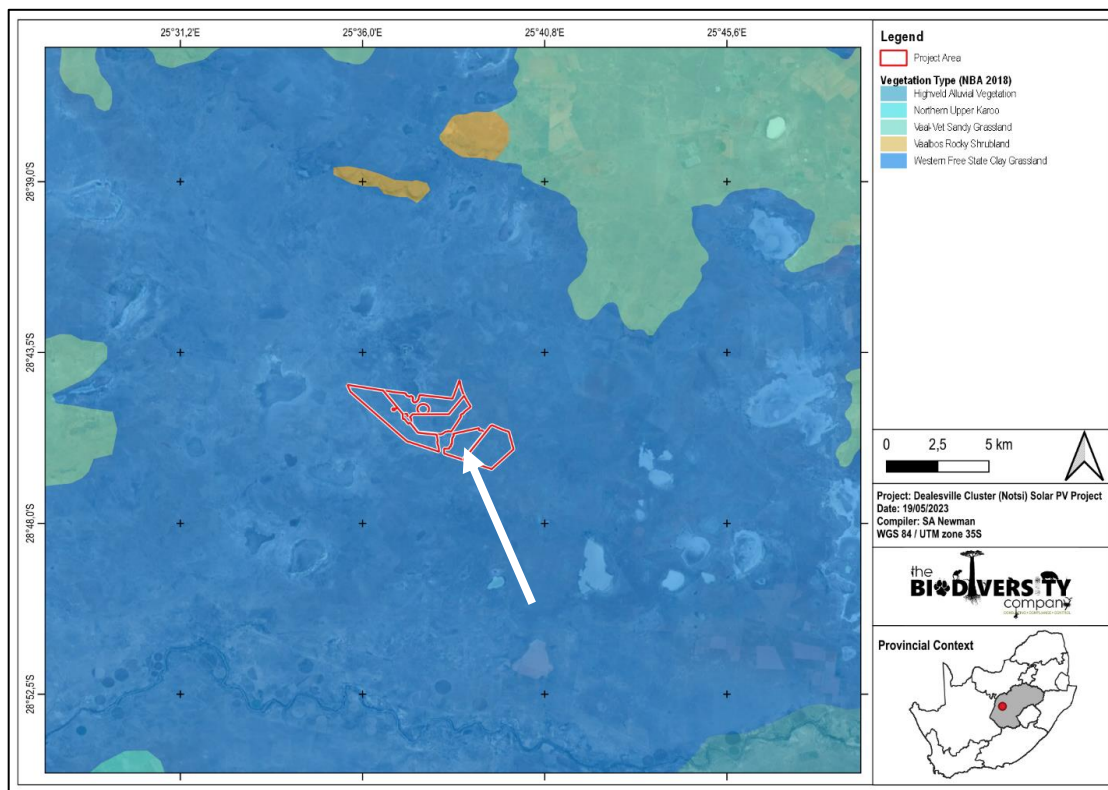 25°31,2'E
25°36,0'E
25°40,8'E
25°45,6'E
28°39,0'S
28°43,5'S
28°48,0'S
28°52,5'S
Legend
Project Area
Vegetation Type (NBA 2018)
Highveld Alluvial Vegetation
Northern Upper Karoo
Vaal-Vet Sandy Grassland
Vaalbos Rocky Shrubland
Western Free State Clay Grassland
0 2,5 5 km
Project: Dealesville Cluster (Notsi) Solar PV Project
Date: 19/05/2023
Compiler: SA Newman
WGS 84 / UTM zone 35S
the
BIODIVERSITY
company
Provincial Context